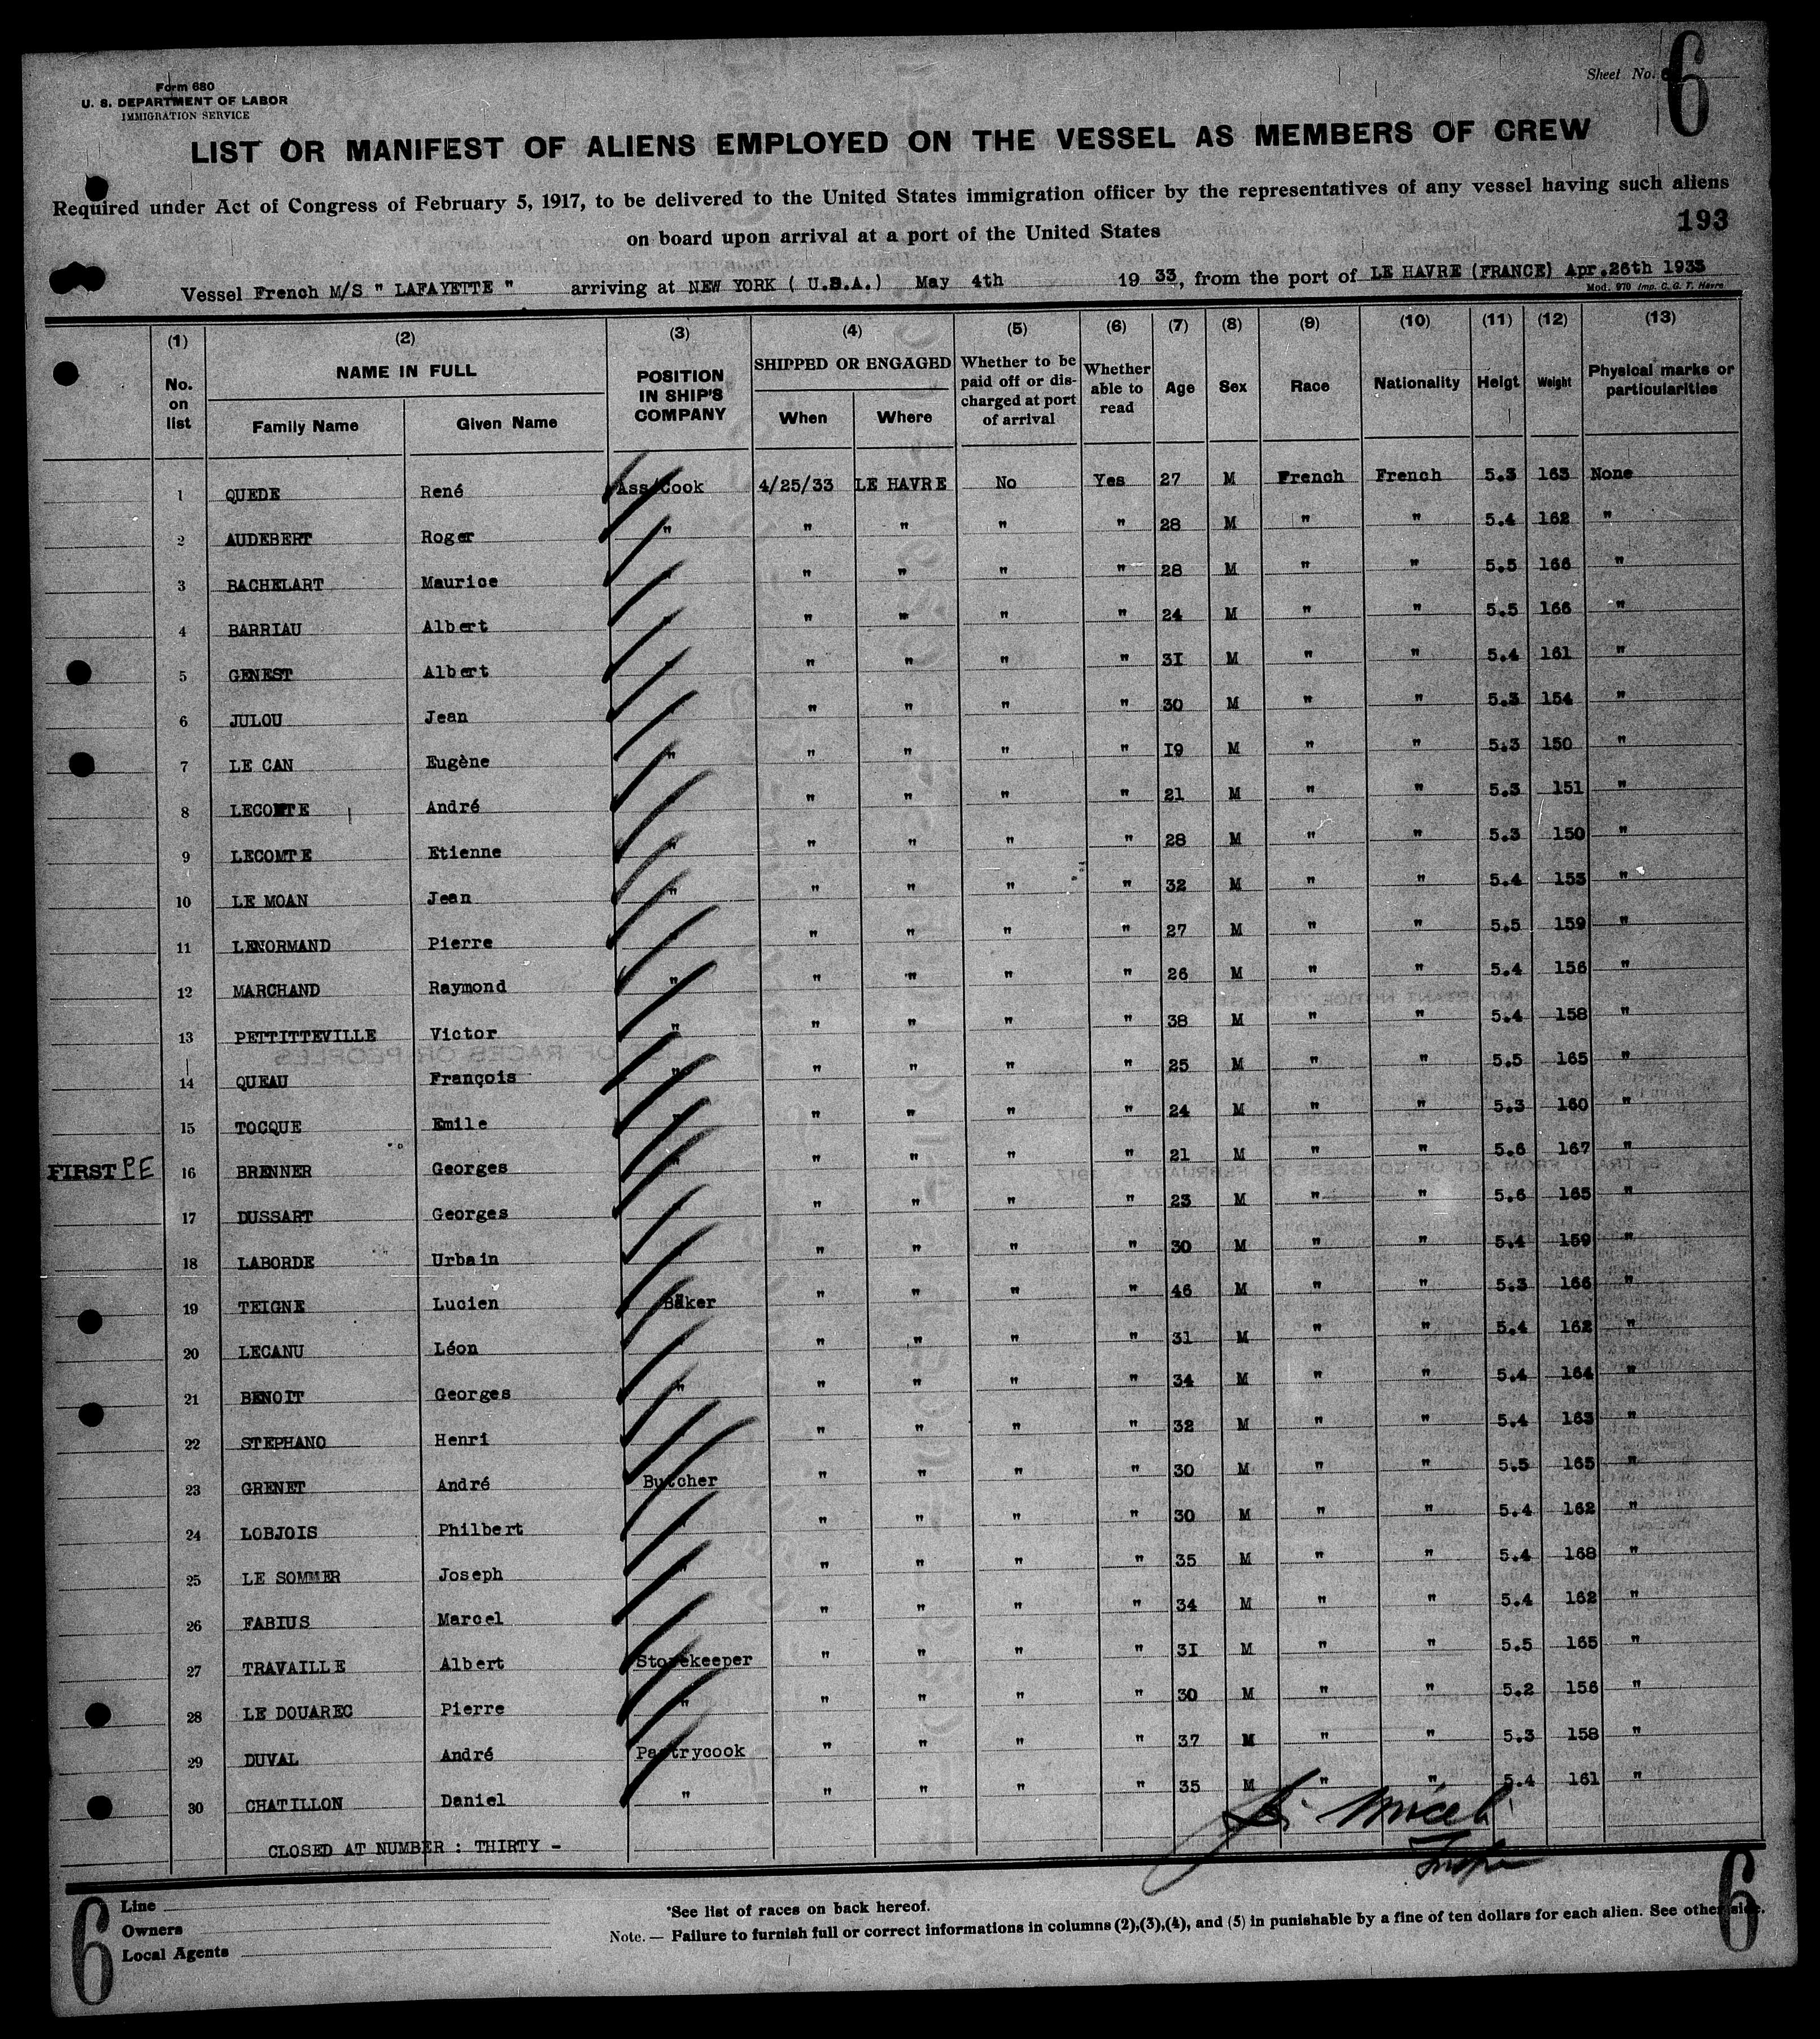 Form 680
U. S. DEPARTMENT OF LABOR
IMMIGRATION SERVICE
Sheet No. 6
LIST OR MANIFEST OF ALIENS EMPLOYED ON THE VESSEL AS MEMBERS OF CREW
Required under Act of Congress of February 5, 1917, to be delivered to the United States immigration officer by the representatives of any vessel having such aliens
on board upon arrival at a port of the United States
193
Vessel French M/S " LAFAYETTE " arriving at NEW YORK ( U.S.A.) May 4th 19 33, from the port of LE HAVRE (FRANCE) Apr.26th 1933
Mod. 970 Imp. C. G. T. Havre
(1) (2) (3) (4) (5) (6) (7) (8) (9) (10) (11) (12) (13)
No. on list NAME IN FULL Family Name Given Name POSITION IN SHIP'S COMPANY SHIPPED OR ENGAGED When Where Whether to be paid off or discharged at port of arrival Whether able to read Age Sex Race Nationality Heigt Weight Physical marks or particularities
1 QUEDE René Ass/Cook 4/25/33 LE HAVRE No Yes 27 M French French 5.3 163 None
2 AUDEBERT Roger " " " " " 28 M " " 5.4 162 "
3 BACHELART Maurice " " " " 28 M " " 5.5 166 "
4 BARRIAU Albert " " " " " 24 M " " 5.5 166 "
5 GENEST Albert " " " " " 31 M " " 5.4 161 "
6 JULOU Jean " " " " " 30 M " " 5.3 154 "
7 LE CAN Eugène " " " " " 19 M " " 5.3 150 "
8 LECOMTE André " " " " " 21 M " " 5.3 151 "
9 LECOMTE Etienne " " " " " 28 M " " 5.3 150 "
10 LE MOAN Jean " " " " " 32 M " " 5.4 153 "
11 LENORMAND Pierre " " " " " 27 M " " 5.5 159 "
12 MARCHAND Raymond " " " " " 26 M " " 5.4 156 "
13 PETTITTEVILLE Victor " " " " " 38 M " " 5.4 158 "
14 QUEAU François " " " " " 25 M " " 5.5 165 "
15 TOCQUE Emile " " " " " 24 M " " 5.3 160 "
FIRST PE 16 BRENNER Georges " " " " " 21 M " " 5.6 167 "
17 DUSSART Georges " " " " " 23 M " " 5.6 165 "
18 LABORDE Urbain " " " " " 30 M " " 5.4 159 "
19 TEIGNE Lucien Baker " " " " 46 M " " 5.3 166 "
20 LECANU Léon " " " " " 31 M " " 5.4 162 "
21 BENOIT Georges " " " " " 34 M " " 5.4 164 "
22 STEPHANO Henri " " " " " 32 M " " 5.4 163 "
23 GRENET André Butcher " " " " 30 M " " 5.5 165 "
24 LOBJOIS Philbert " " " " " 30 M " " 5.4 162 "
25 LE SOMMER Joseph " " " " " 35 M " " 5.4 168 "
26 FABIUS Marcel " " " " 34 M " " 5.4 162 "
27 TRAVAILLE Albert Storekeeper " " " " 31 M " " 5.5 165 "
28 LE DOUAREC Pierre " " " " " 30 M " " 5.2 156 "
29 DUVAL André Pastrycook " " " " 37 M " " 5.3 158 "
30 CHATILLON Daniel " " " " " 35 M " " 5.4 161 "
CLOSED AT NUMBER : THIRTY -
6
6
Line
Owners
Local Agents
*See list of races on back hereof.
Note. — Failure to furnish full or correct informations in columns (2),(3),(4), and (5) in punishable by a fine of ten dollars for each alien. See other side.